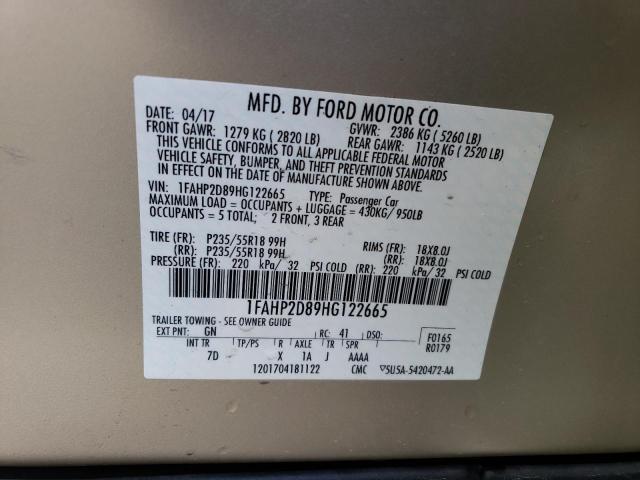 MFD. BY FORD MOTOR CO.
DATE: 04/17 GVWR: 2386 KG ( 5260 LB)
FRONT GAWR: 1279 KG ( 2820 LB) REAR GAWR: 1143 KG ( 2520 LB)
THIS VEHICLE CONFORMS TO ALL APPLICABLE FEDERAL MOTOR
VEHICLE SAFETY, BUMPER, AND THEFT PREVENTION STANDARDS
IN EFFECT ON THE DATE OF MANUFACTURE SHOWN ABOVE.
VIN: 1FAHP2D89HG122665 TYPE: Passenger Car
MAXIMUM LOAD = OCCUPANTS + LUGGAGE = 430KG/ 950LB
OCCUPANTS = 5 TOTAL; 2 FRONT, 3 REAR
TIRE (FR): P235/55R18 99H RIMS (FR): 18X8.0J
(RR): P235/55R18 99H (RR): 18X8.0J
PRESSURE (FR): 220 kPa/ 32 PSI COLD (RR): 220 kPa/ 32 PSI COLD
1FAHP2D89HG122665
TRAILER TOWING - SEE OWNER GUIDE
EXT PNT: GN RC: 41 DSO: F0165
INT TR TP/PS R AXLE TR SPR R0179
7D X 1A J AAAA
1201704181122 CMC 5U5A-5420472-AA